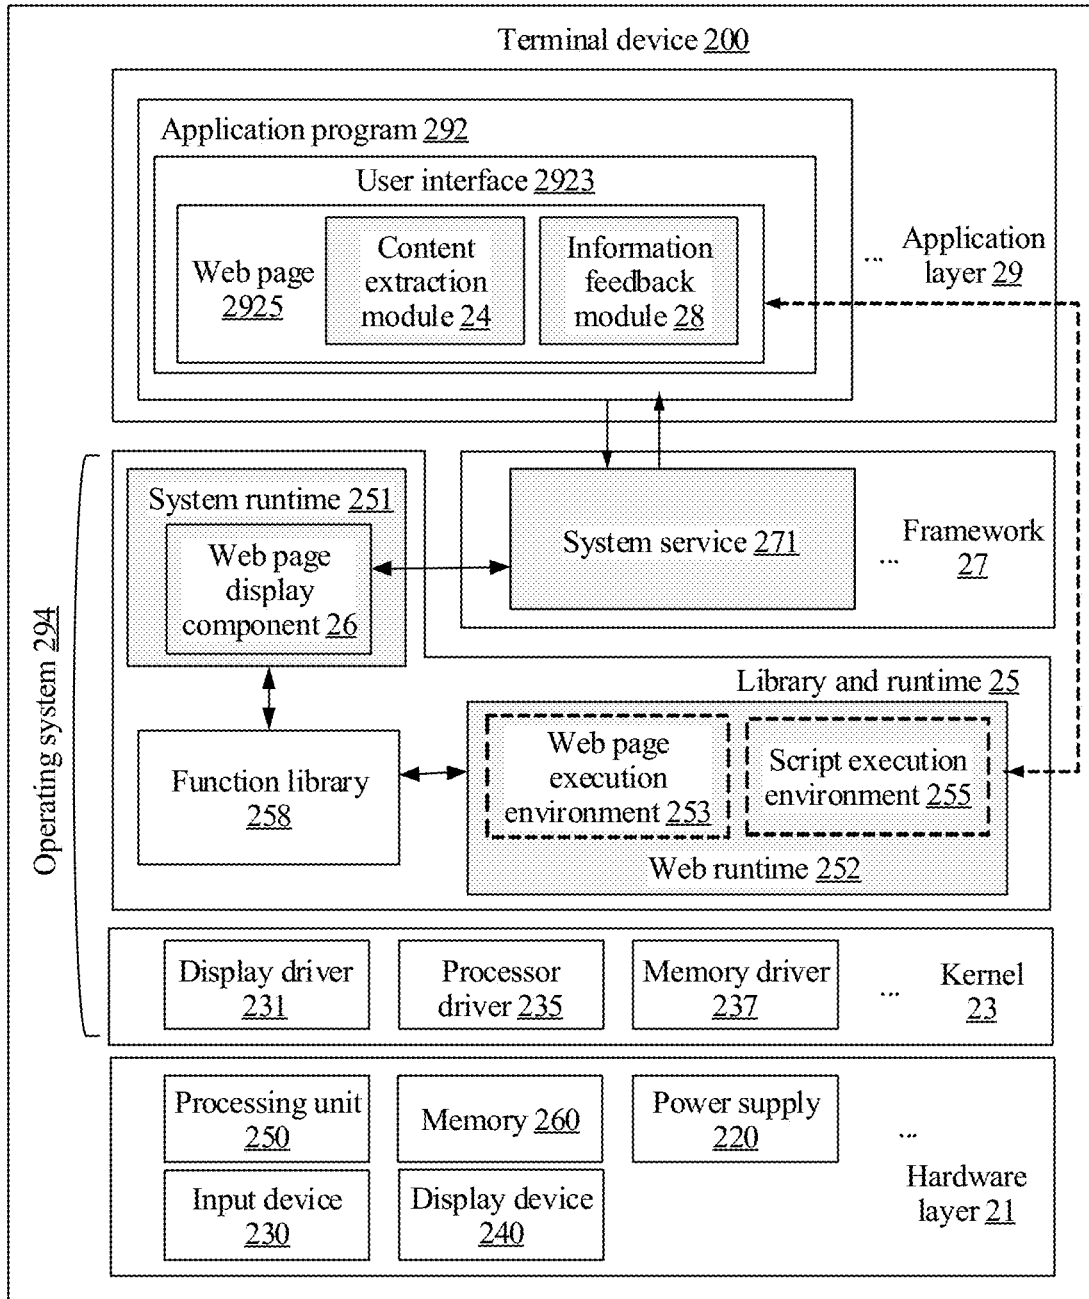 Terminal device 200
Application program 292
User interface 2923
Web page
2925
Content
extraction
module 24
Information
feedback
module 28
... Application
layer 29
System runtime 251
Web page
display
component 26
System service 271
... Framework
27
Operating system 294
Library and runtime 25
Function library
258
Web page
execution
environment 253
Script execution
environment 255
Web runtime 252
Display driver
231
Processor
driver 235
Memory driver
237
... Kernel
23
Processing unit
250
Memory 260
Power supply
220
...
Input device
230
Display device
240
Hardware
layer 21